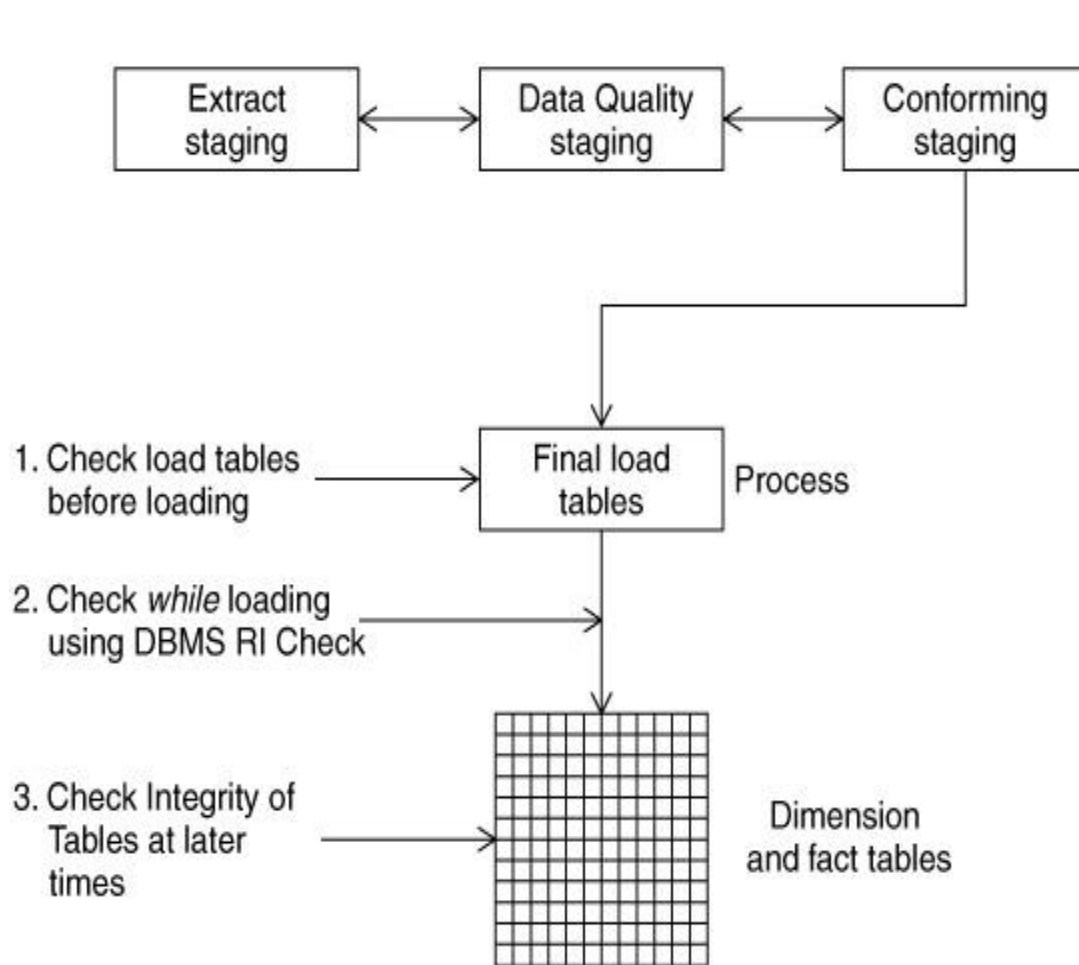 Extract
staging
Data Quality
staging
Conforming
staging
1. Check load tables
before loading
Final load
tables
Process
2. Check while loading
using DBMS RI Check
3. Check Integrity of
Tables at later
times
Dimension
and fact tables